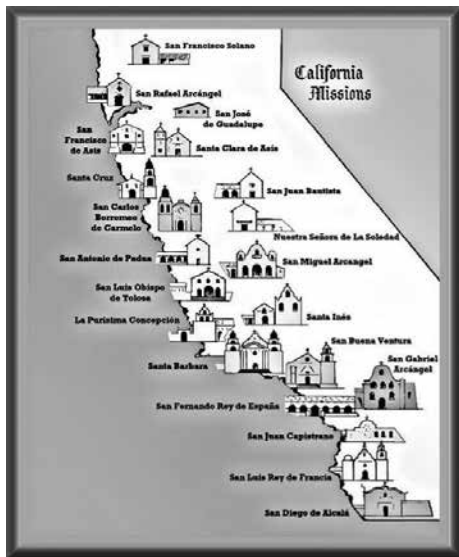 California
Missions
San Francisco Solano
San Rafael Arcángel
San José
de Guadalupe
San
Francisco
de Asís
Santa Clara de Asís
Santa Cruz
San Juan Bautista
San Carlos
Borromeo
de Carmelo
Nuestra Señora de La Soledad
San Antonio de Padua
San Miguel Arcangel
San Luis Obispo
de Tolosa
Santa Inés
La Purísima Concepción
San Buena Ventura
Santa Barbara
San Gabriel
Arcángel
San Fernando Rey de España
San Juan Capistrano
San Luis Rey de Francia
San Diego de Alcalá